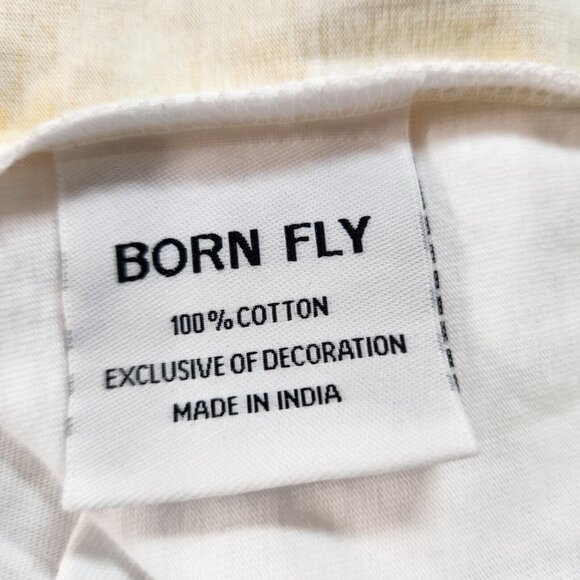 BORN FLY
100% COTTON
EXCLUSIVE OF DECORATION
MADE IN INDIA